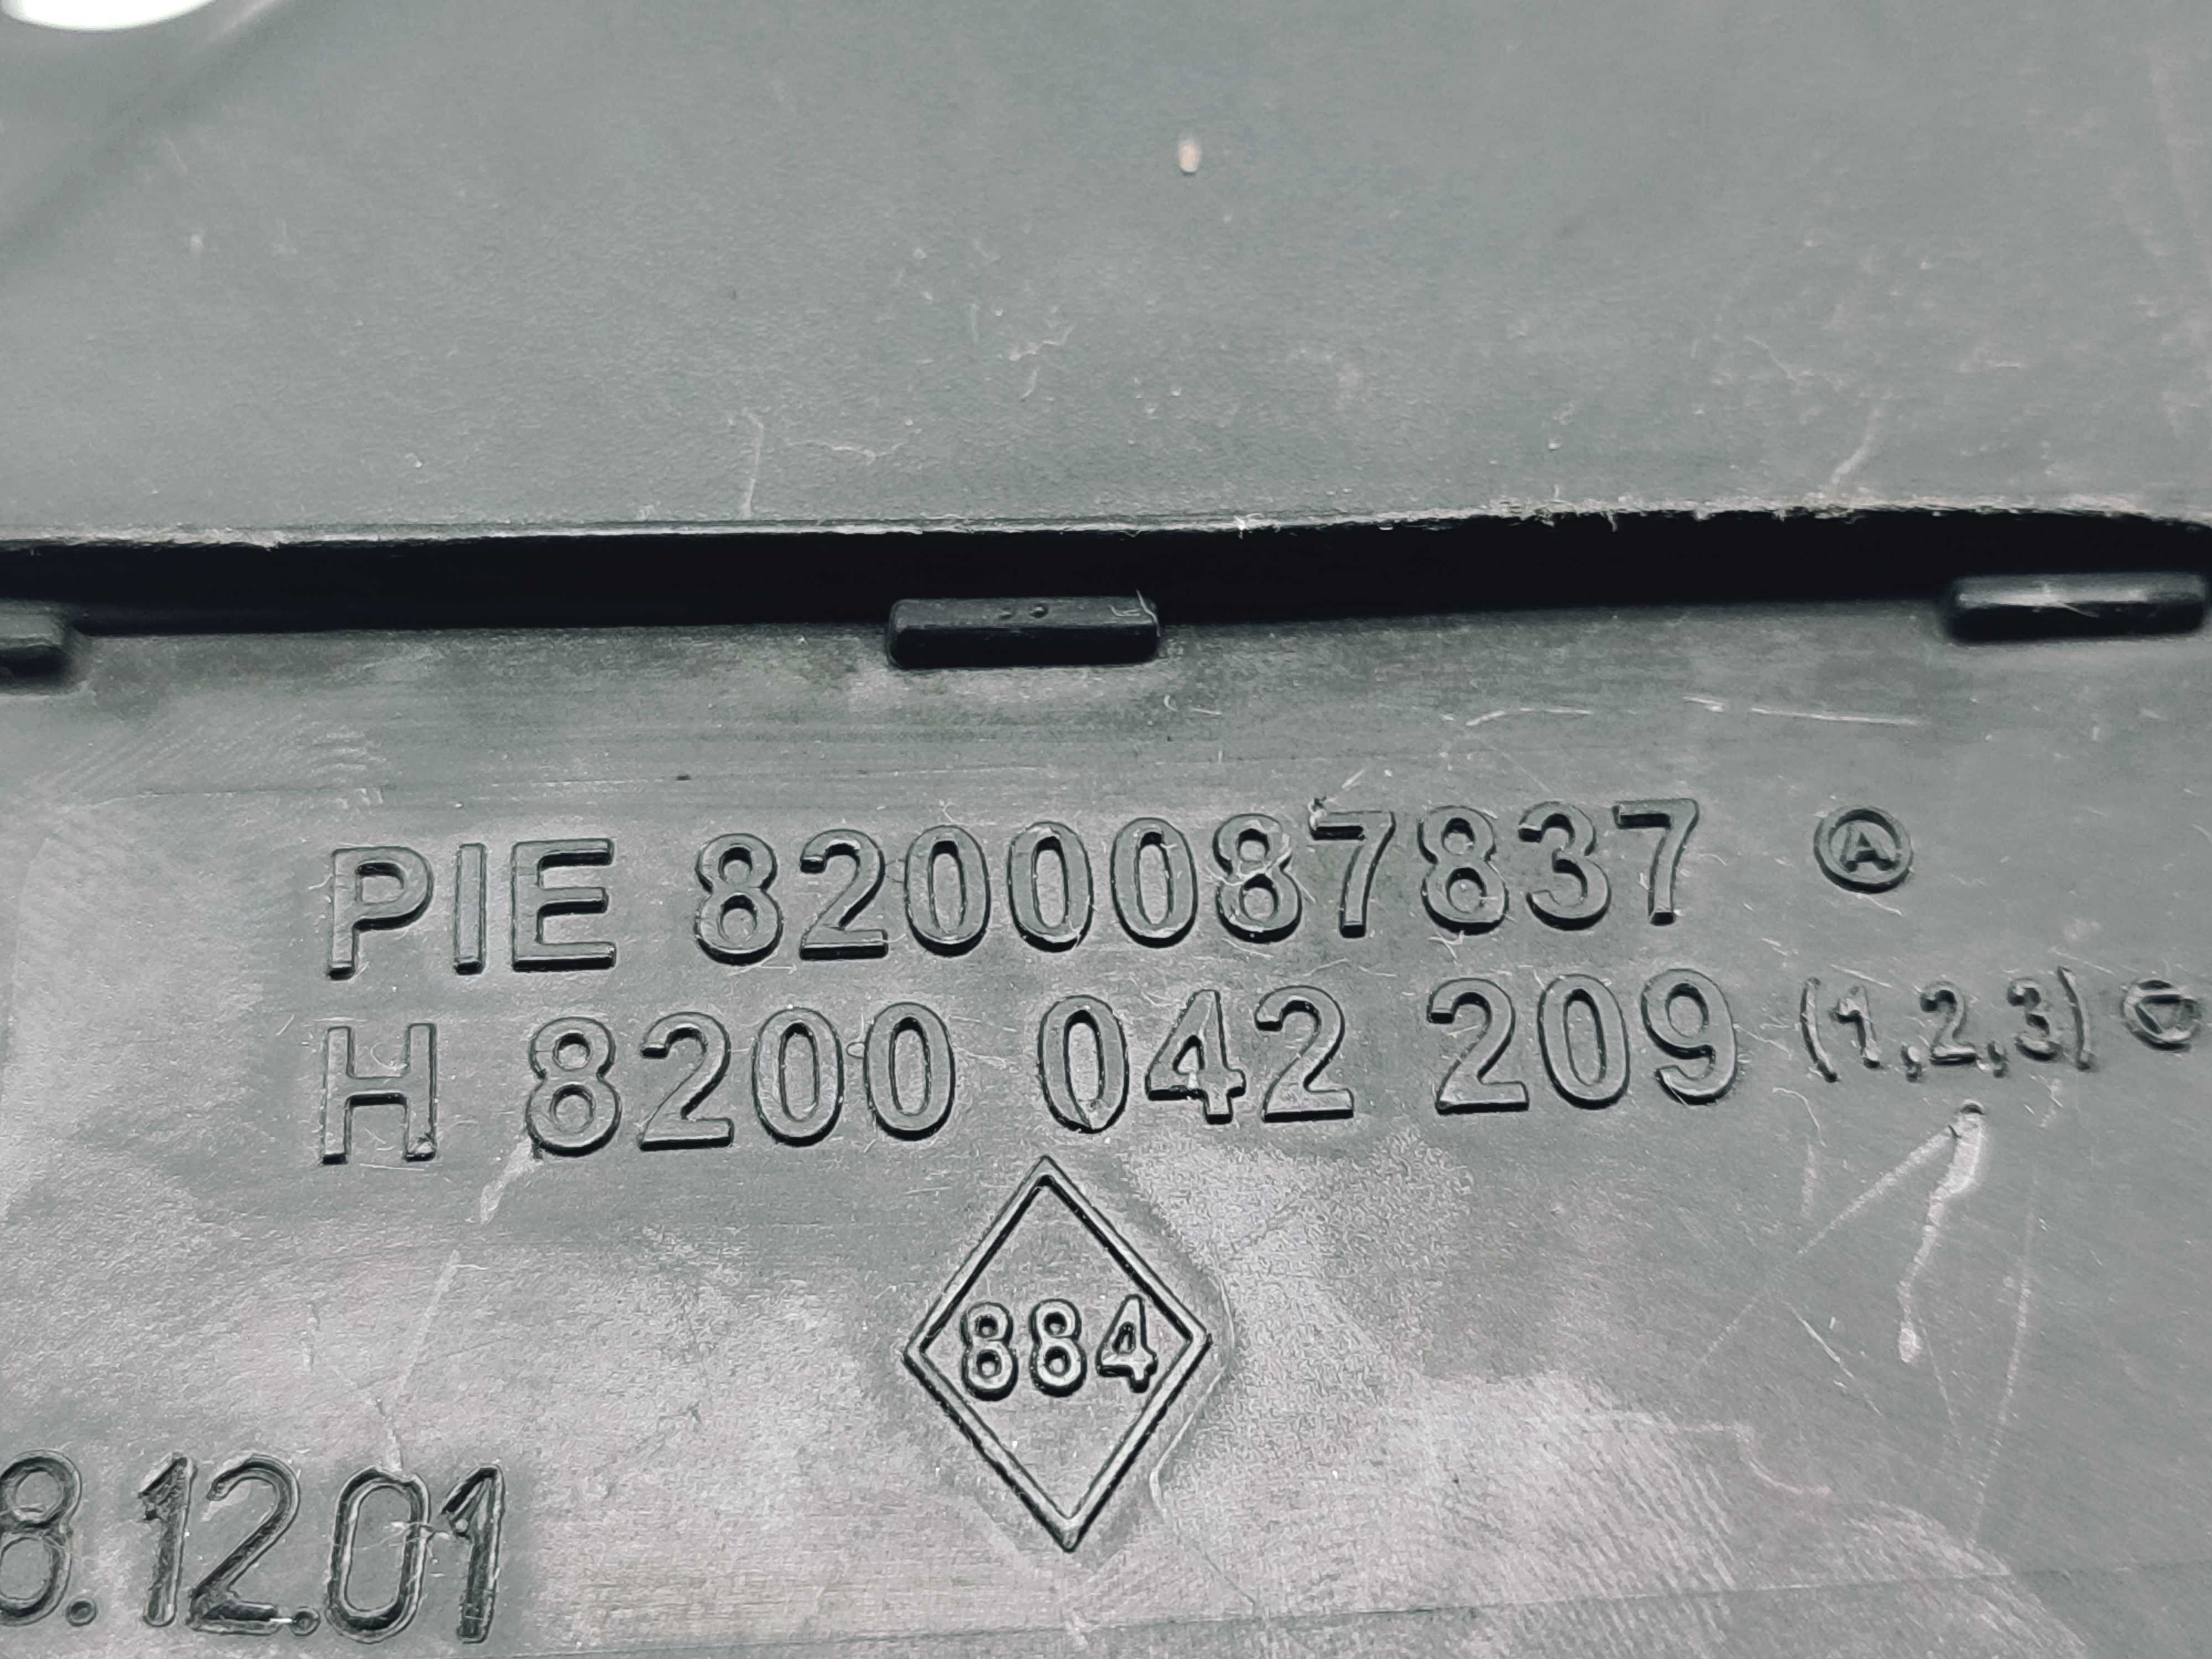 PIE 8200087837 Ⓐ
H 8200 042 209 (1,2,3)
884
8.12.01